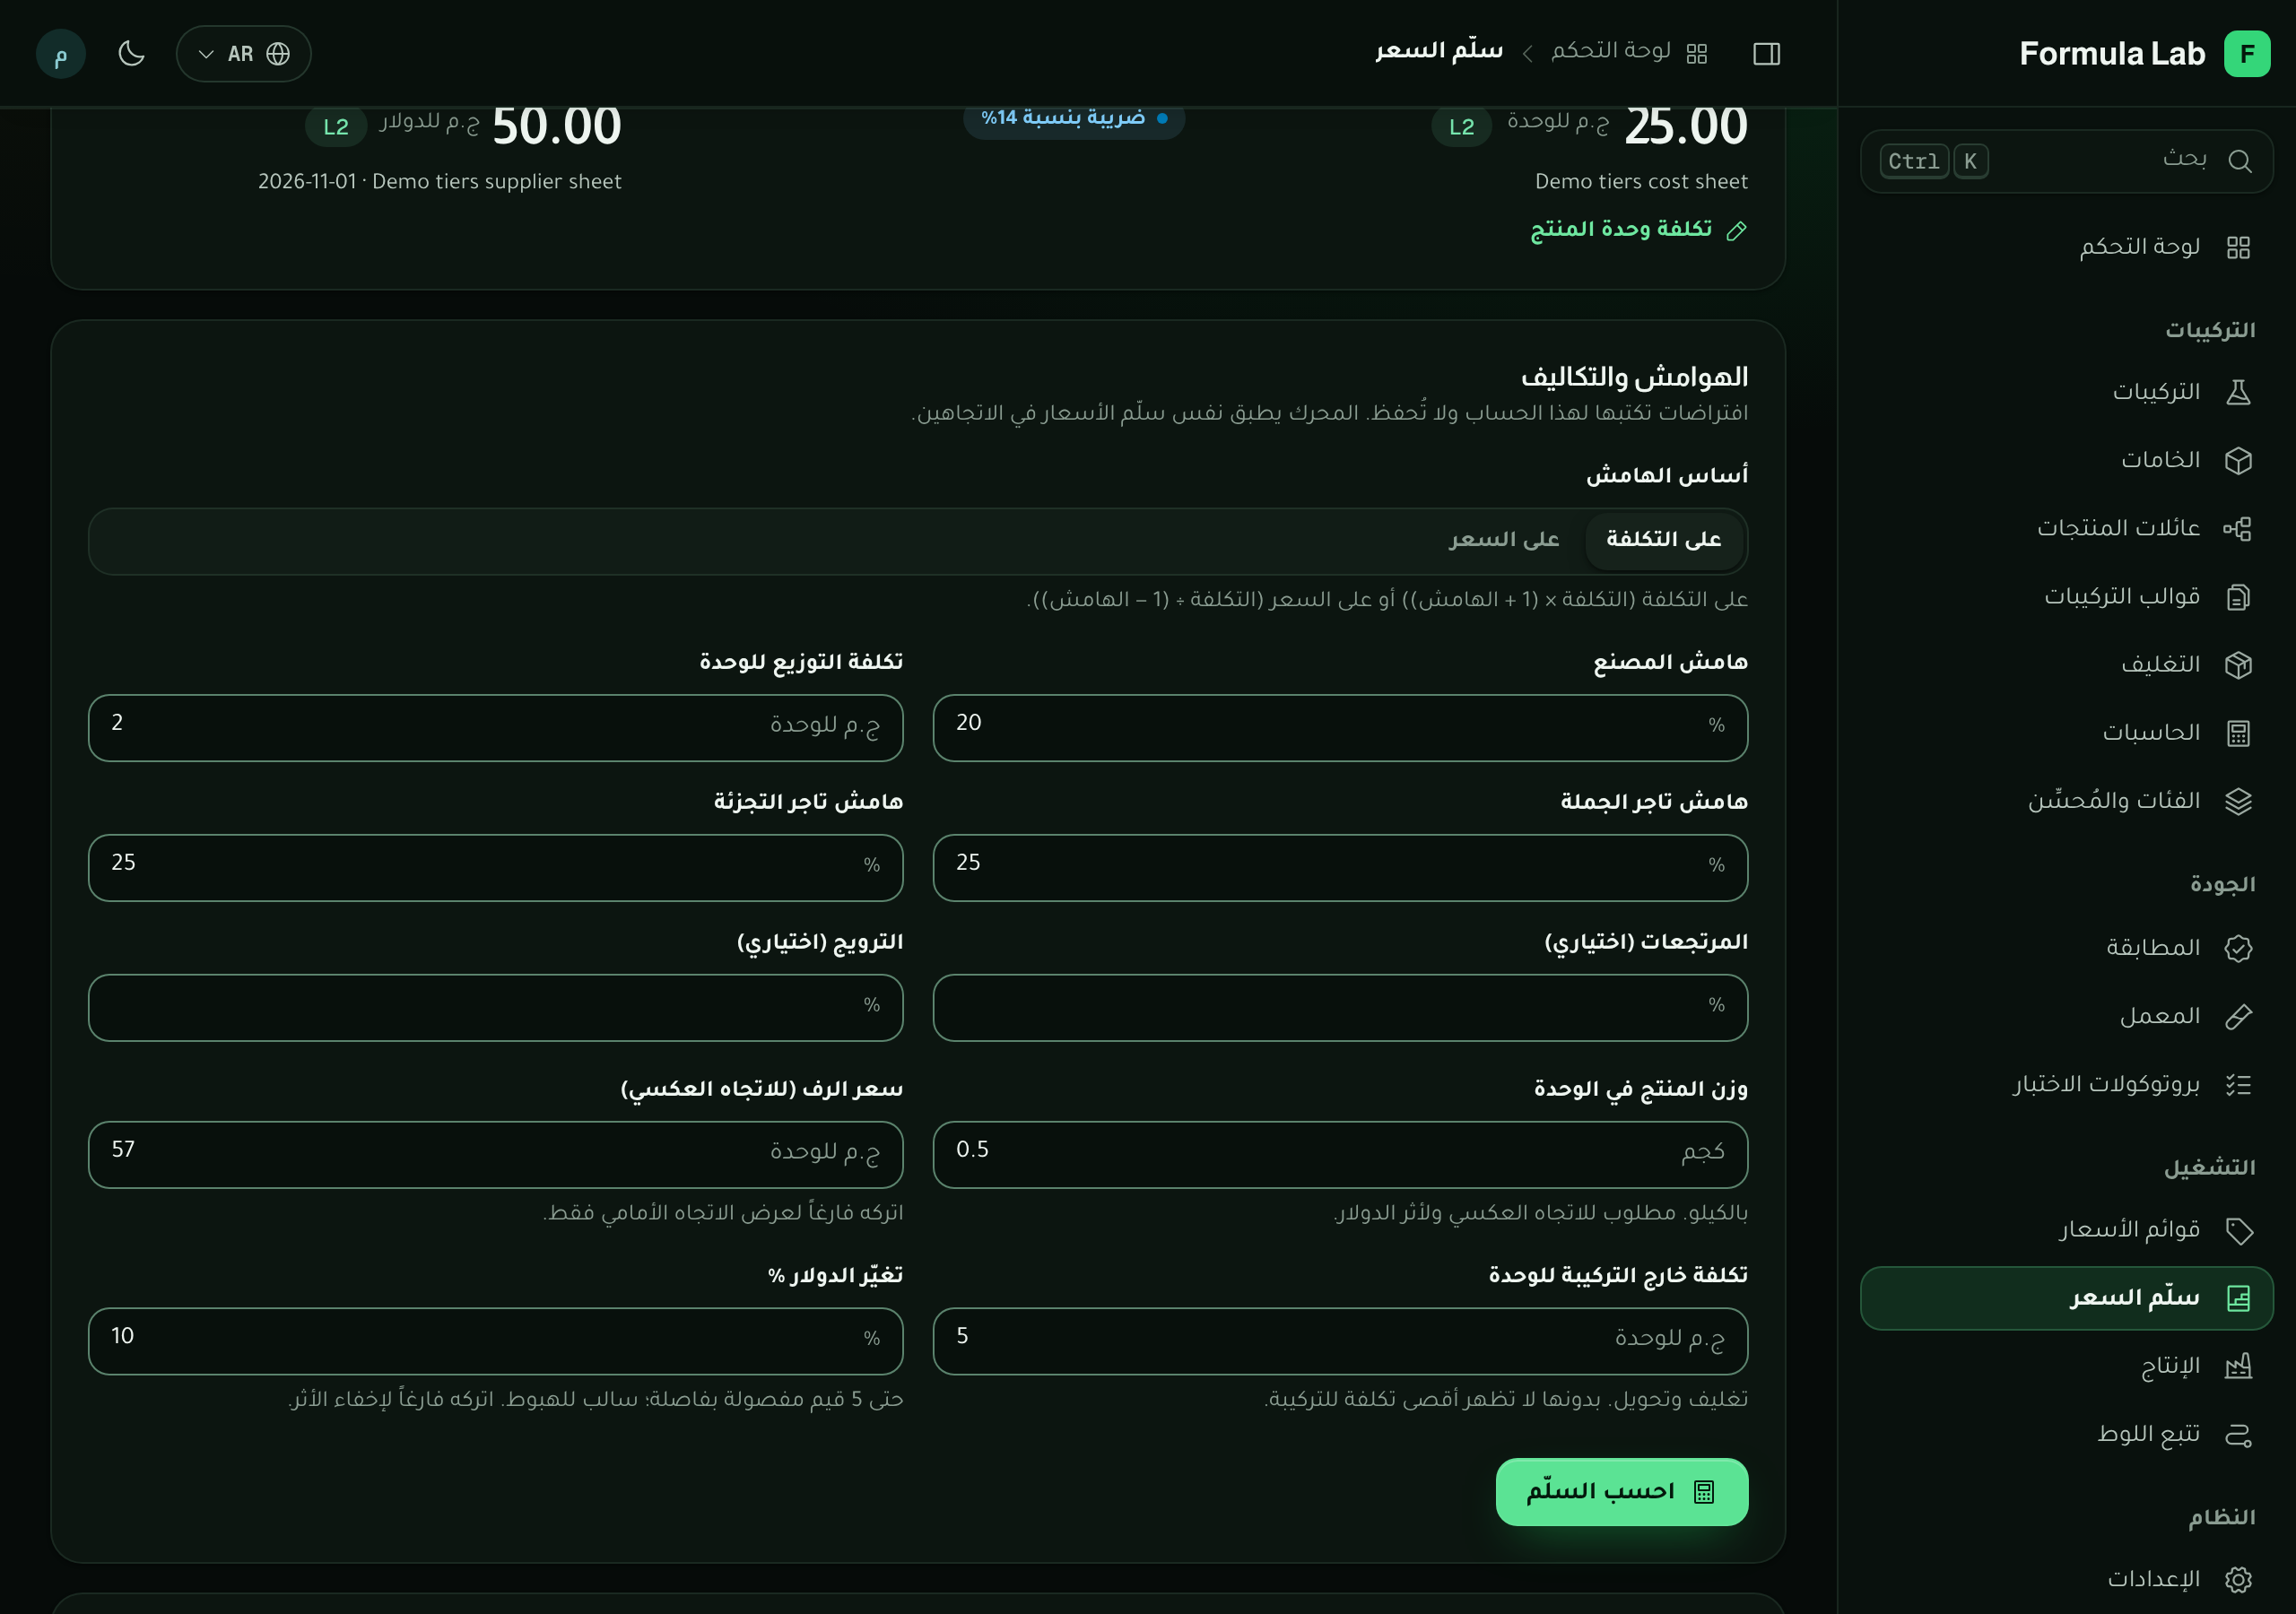 F Formula Lab
بحث Ctrl K
لوحة التحكم
التركيبات
التركيبات
الخامات
عائلات المنتجات
قوالب التركيبات
التغليف
الحاسبات
الفئات والمُحسِّن
الجودة
المطابقة
المعمل
بروتوكولات الاختبار
التشغيل
قوائم الأسعار
سلّم السعر
الإنتاج
تتبع اللوط
النظام
الإعدادات
لوحة التحكم
سلّم السعر
AR
م
25.00 ج.م للوحدة L2
Demo tiers cost sheet
تكلفة وحدة المنتج
ضريبة بنسبة 14%
50.00 ج.م للدولار L2
2026-11-01 · Demo tiers supplier sheet
الهوامش والتكاليف
افتراضات تكتبها لهذا الحساب ولا تُحفظ. المحرك يطبق نفس سلّم الأسعار في الاتجاهين.
أساس الهامش
على التكلفة
على السعر
على التكلفة (التكلفة × (1 + الهامش)) أو على السعر (التكلفة ÷ (1 − الهامش)).
هامش المصنع
% 20
تكلفة التوزيع للوحدة
ج.م للوحدة 2
هامش تاجر الجملة
% 25
هامش تاجر التجزئة
% 25
المرتجعات (اختياري)
%
الترويج (اختياري)
%
وزن المنتج في الوحدة
كجم 0.5
بالكيلو. مطلوب للاتجاه العكسي ولأثر الدولار.
سعر الرف (للاتجاه العكسي)
ج.م للوحدة 57
اتركه فارغاً لعرض الاتجاه الأمامي فقط.
تكلفة خارج التركيبة للوحدة
ج.م للوحدة 5
تغليف وتحويل. بدونها لا تظهر أقصى تكلفة للتركيبة.
تغيّر الدولار %
% 10
حتى 5 قيم مفصولة بفاصلة؛ سالب للهبوط. اتركه فارغاً لإخفاء الأثر.
احسب السلّم